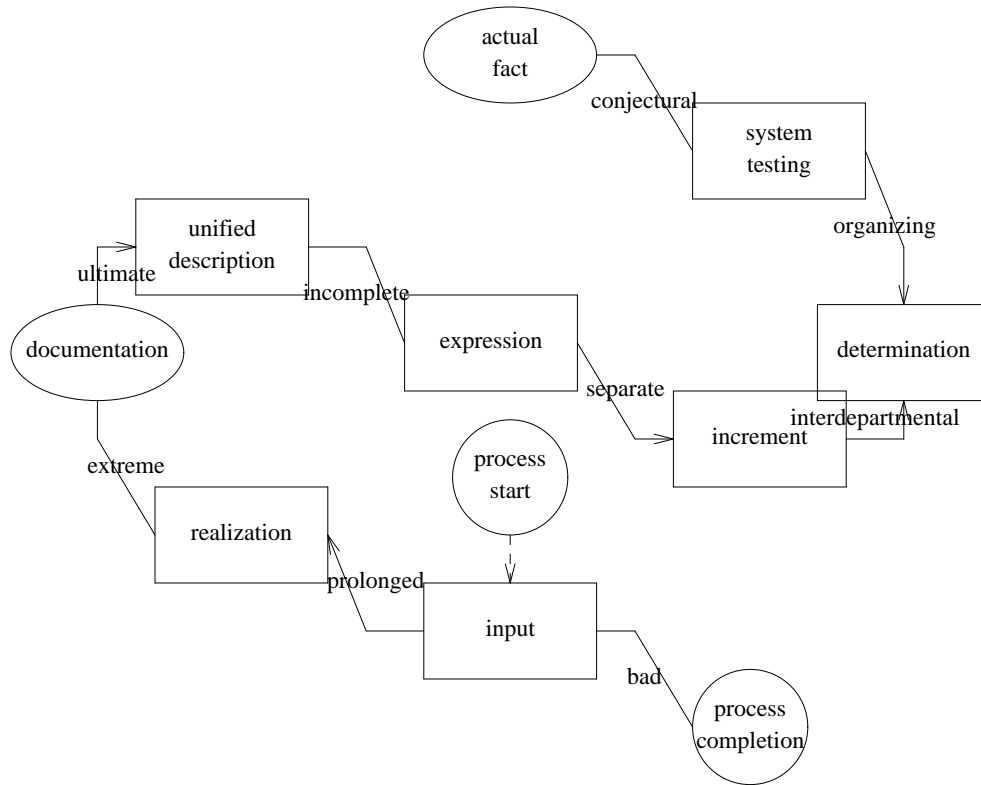 actual
fact
conjectural
system
testing
organizing
unified
description
ultimate
incomplete
documentation
expression
determination
separate
increment
interdepartmental
extreme
process
start
realization
prolonged
input
bad
process
completion